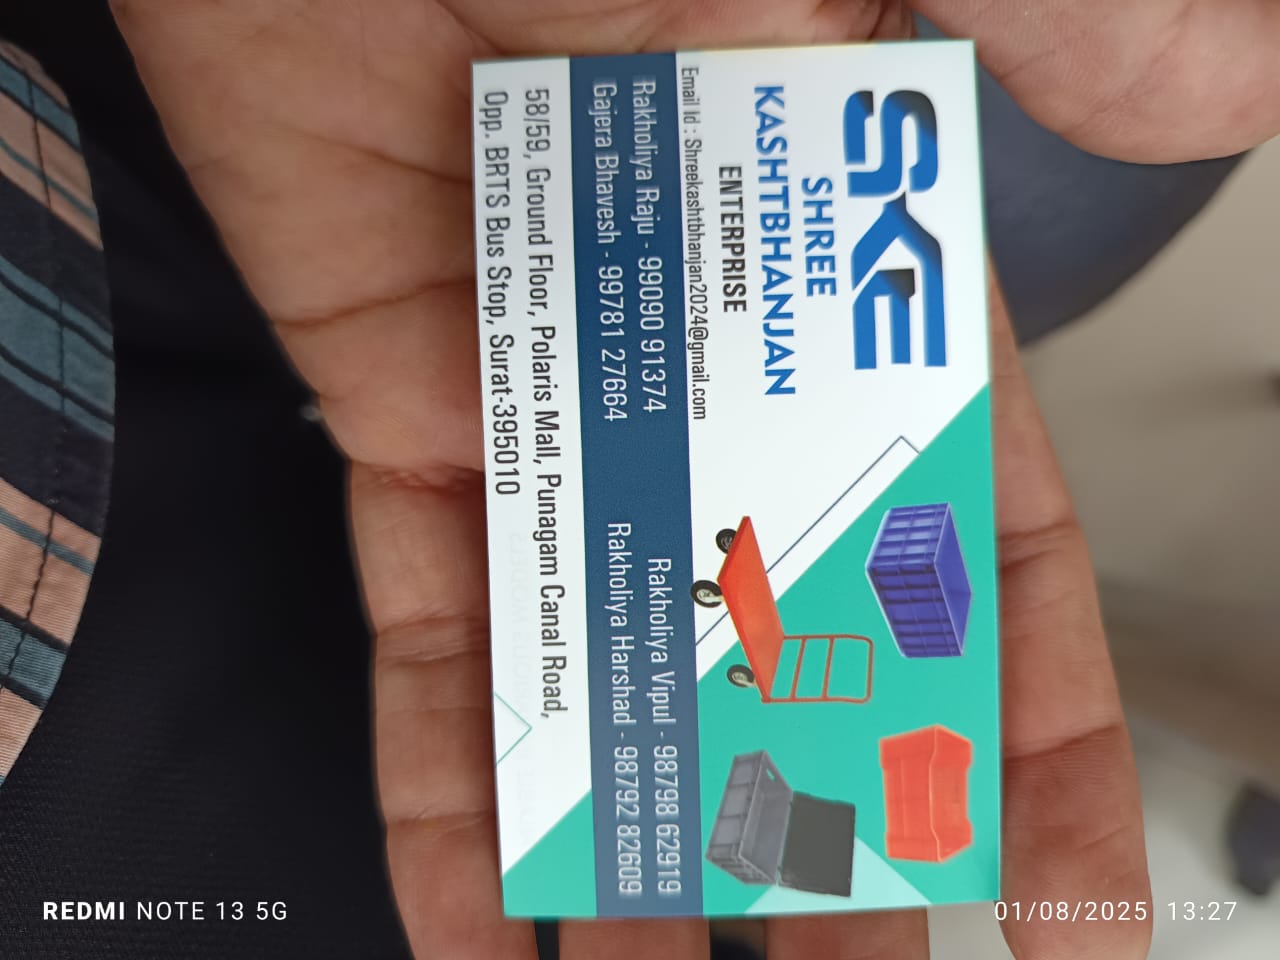 SKE
SHREE
KASHTBHANJAN
ENTERPRISE
Email Id : Shreekashtbhanjan2024@gmail.com
Rakholiya Raju - 99090 91374
Rakholiya Vipul - 98798 62919
Gajera Bhavesh - 99781 27664
Rakholiya Harshad - 98792 82609
58/59, Ground Floor, Polaris Mall, Punagam Canal Road,
Opp. BRTS Bus Stop, Surat-395010
REDMI NOTE 13 5G
01/08/2025 13:27